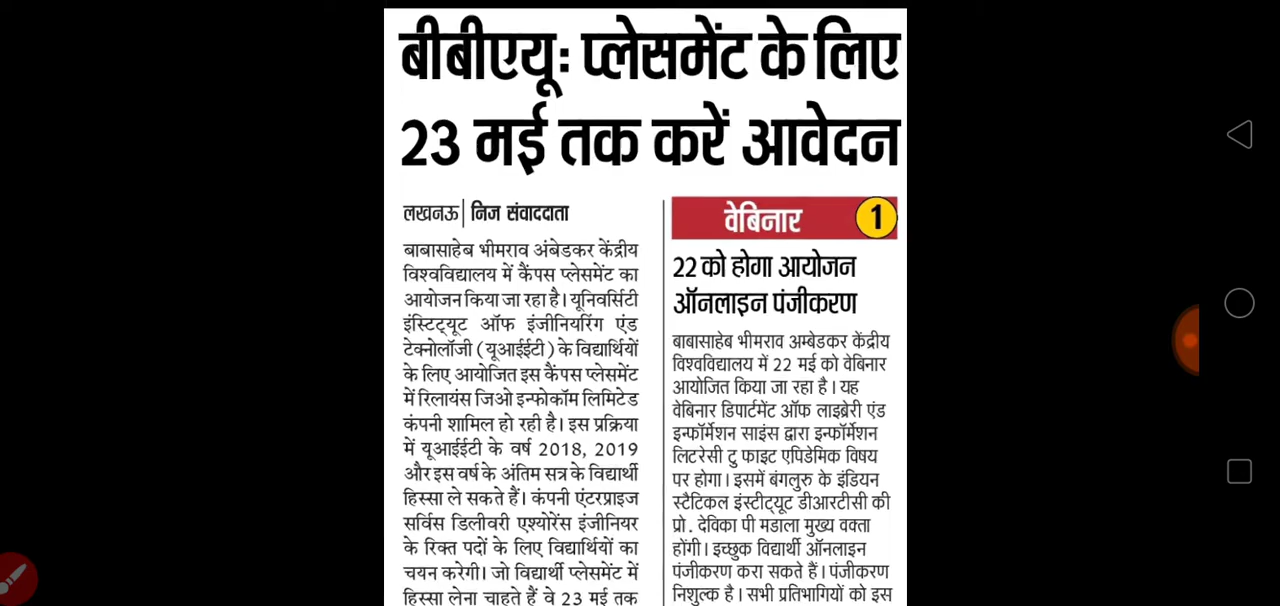 बीबीएयू: प्लेसमेंट के लिए
23 मई तक करें आवेदन
लखनऊ | निज संवाददाता
बाबासाहेब भीमराव अंबेडकर केंद्रीय
विश्वविद्यालय में कैंपस प्लेसमेंट का
आयोजन किया जा रहा है। यूनिवर्सिटी
इंस्टिट्यूट ऑफ इंजीनियरिंग एंड
टेक्नोलॉजी (यूआईईटी) के विद्यार्थियों
के लिए आयोजित इस कैंपस प्लेसमेंट
में रिलायंस जिओ इन्फोकॉम लिमिटेड
कंपनी शामिल हो रही है। इस प्रक्रिया
में यूआईईटी के वर्ष 2018, 2019
और इस वर्ष के अंतिम सत्र के विद्यार्थी
हिस्सा ले सकते हैं। कंपनी एंटरप्राइज
सर्विस डिलीवरी एश्योरेंस इंजीनियर
के रिक्त पदों के लिए विद्यार्थियों का
चयन करेगी। जो विद्यार्थी प्लेसमेंट में
हिस्सा लेना चाहते हैं वे 23 मई तक
वेबिनार 1
22 को होगा आयोजन
ऑनलाइन पंजीकरण
बाबासाहेब भीमराव अम्बेडकर केंद्रीय
विश्वविद्यालय में 22 मई को वेबिनार
आयोजित किया जा रहा है। यह
वेबिनार डिपार्टमेंट ऑफ लाइब्रेरी एंड
इन्फॉर्मेशन साइंस द्वारा इन्फॉर्मेशन
लिटरेसी टु फाइट एपिडेमिक विषय
पर होगा। इसमें बंगलुरु के इंडियन
स्टैटिकल इंस्टीट्यूट डीआरटीसी की
प्रो. देविका पी मडाला मुख्य वक्ता
होंगी। इच्छुक विद्यार्थी ऑनलाइन
पंजीकरण करा सकते हैं। पंजीकरण
निशुल्क है। सभी प्रतिभागियों को इस